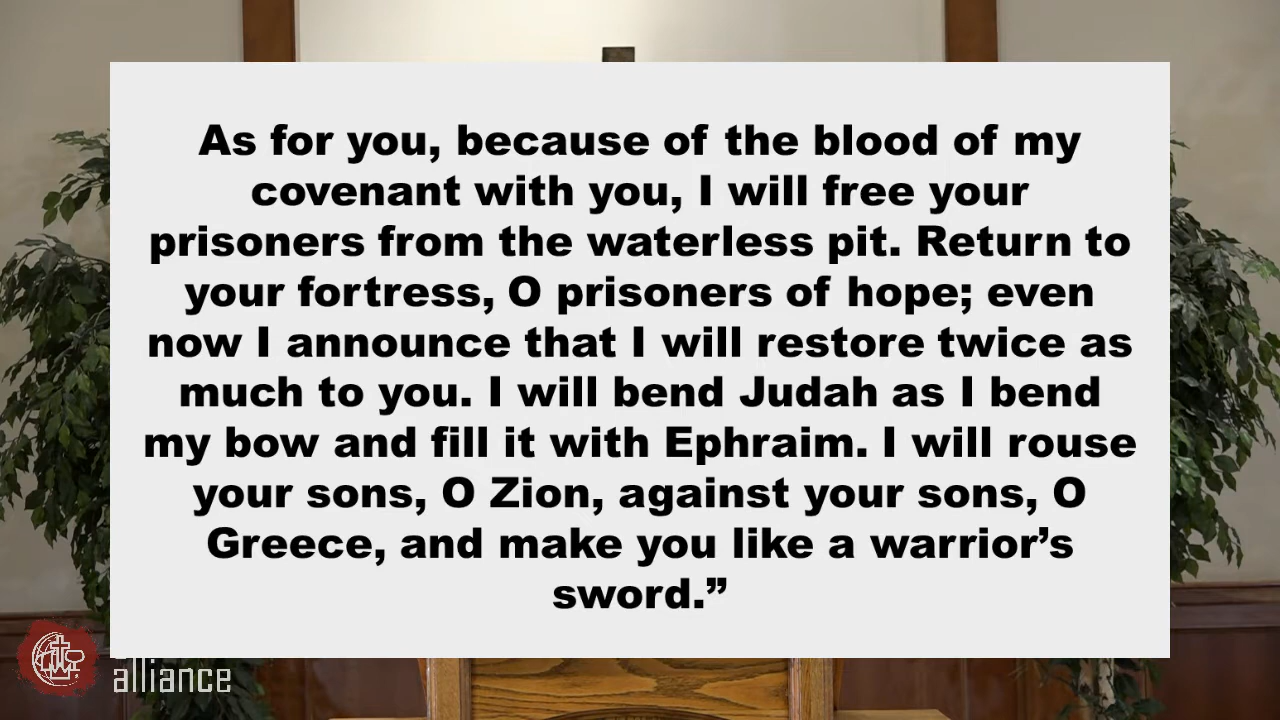 As for you, because of the blood of my
covenant with you, I will free your
prisoners from the waterless pit. Return to
your fortress, O prisoners of hope; even
now I announce that I will restore twice as
much to you. I will bend Judah as I bend
my bow and fill it with Ephraim. I will rouse
your sons, O Zion, against your sons, O
Greece, and make you like a warrior’s
sword.”
alliance